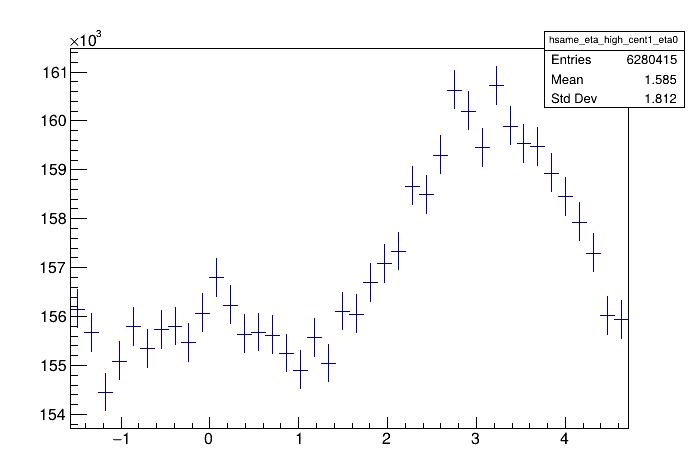 ×10³
hsame_eta_high_cent1_eta0
Entries 6280415
Mean 1.585
Std Dev 1.812
161
160
159
158
157
156
155
154
−1 0 1 2 3 4